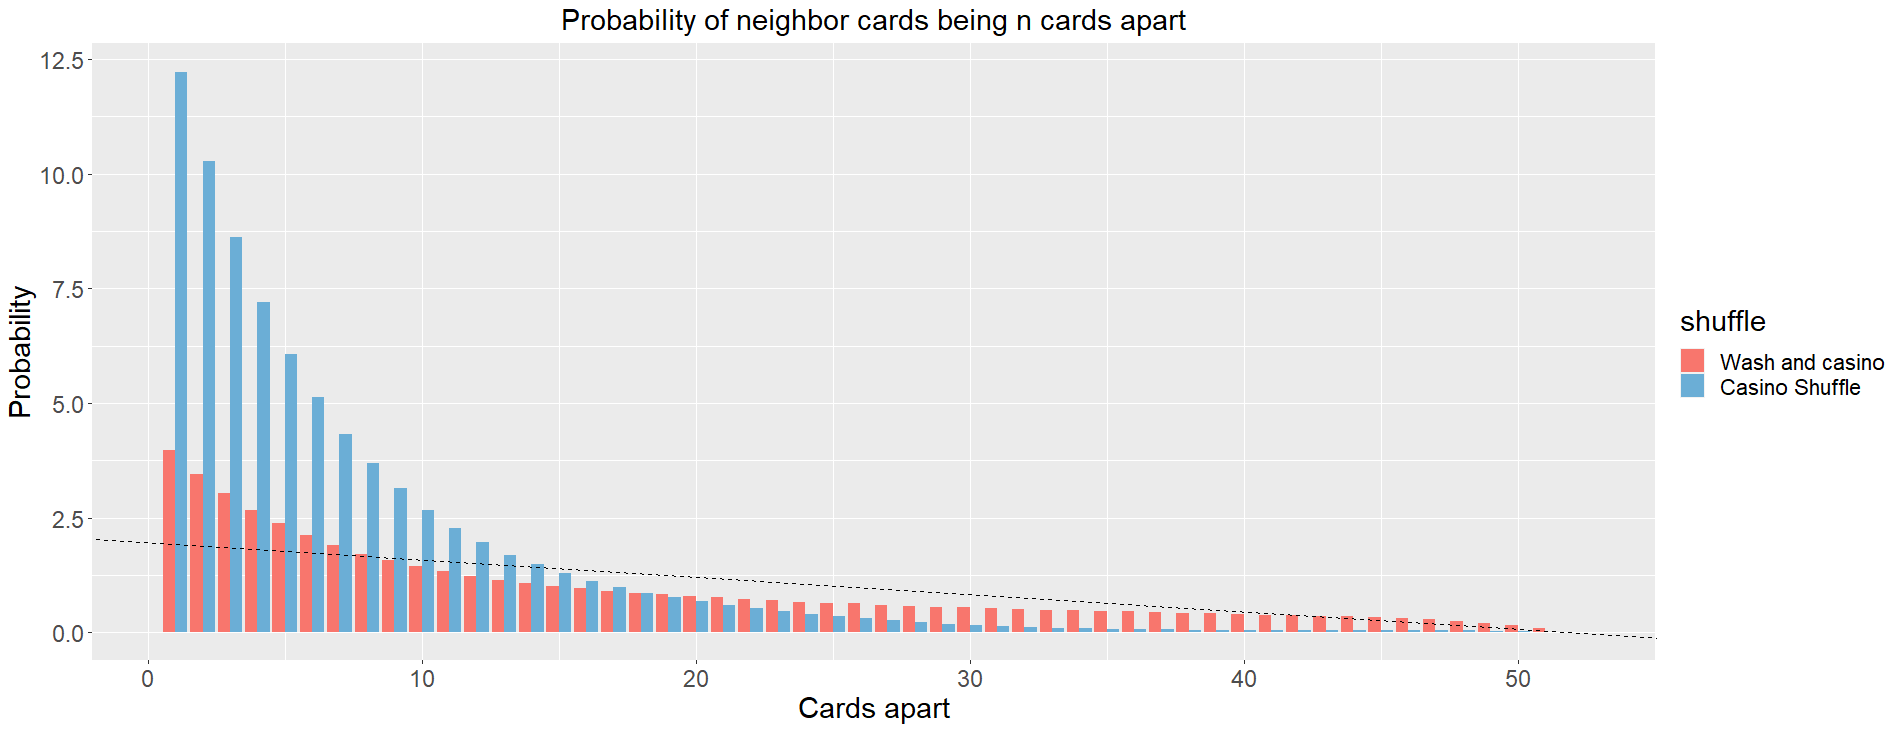 Probability of neighbor cards being n cards apart
Probability
12.5
10.0
7.5
5.0
2.5
0.0
0 10 20 30 40 50
Cards apart
shuffle
Wash and casino
Casino Shuffle